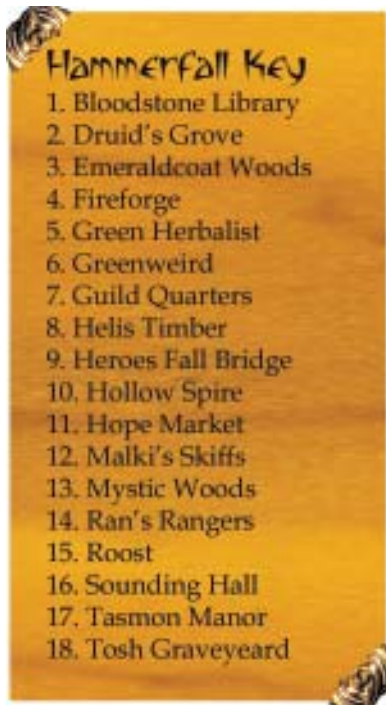 Hammerfall Key
1. Bloodstone Library
2. Druid's Grove
3. Emeraldcoat Woods
4. Fireforge
5. Green Herbalist
6. Greenweird
7. Guild Quarters
8. Helis Timber
9. Heroes Fall Bridge
10. Hollow Spire
11. Hope Market
12. Malki's Skiffs
13. Mystic Woods
14. Ran's Rangers
15. Roost
16. Sounding Hall
17. Tasmon Manor
18. Tosh Graveyeard